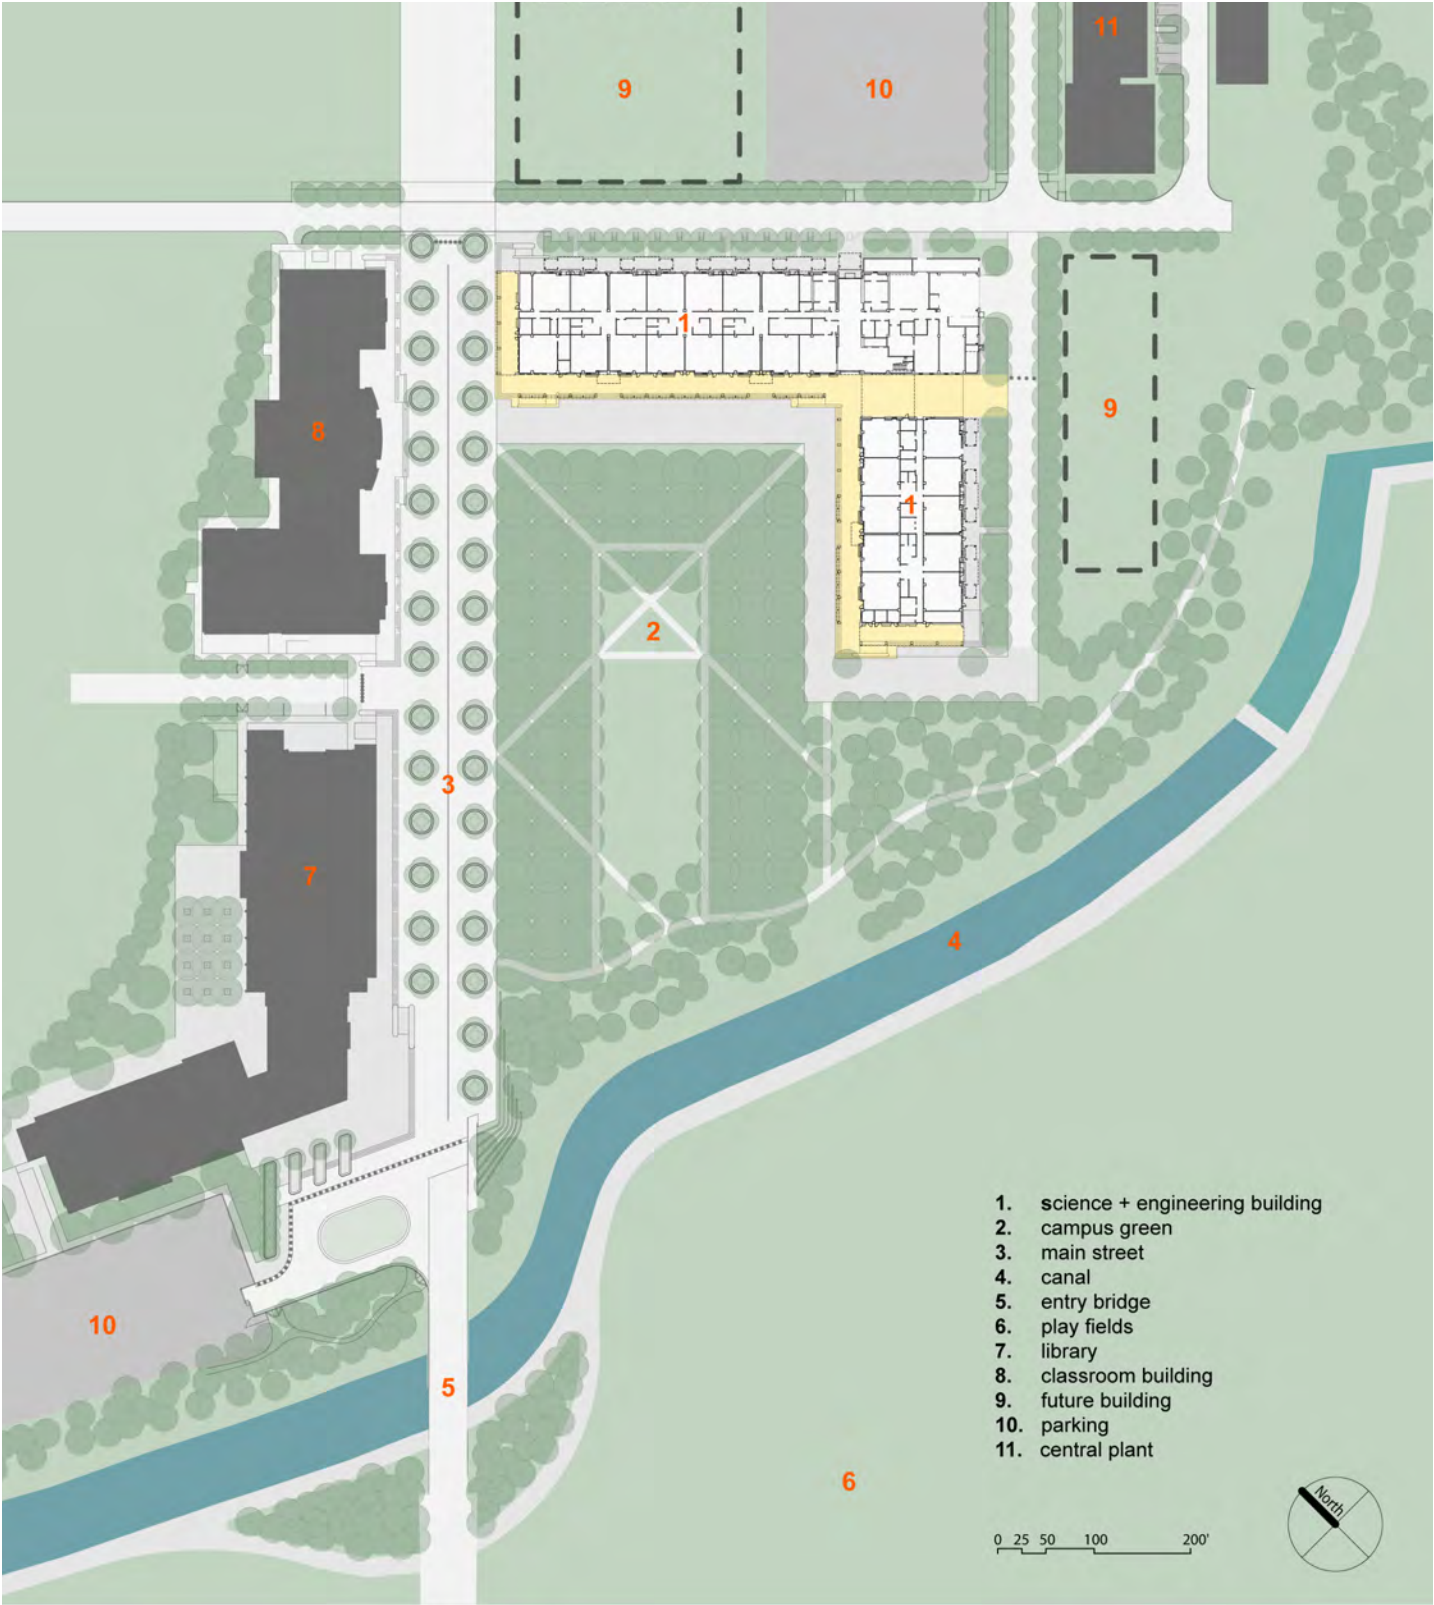 11
9
10
1
9
8
1
2
3
7
4
1. science + engineering building
2. campus green
3. main street
4. canal
5. entry bridge
6. play fields
7. library
8. classroom building
9. future building
10. parking
11. central plant
10
5
6
North
0 25 50 100 200'